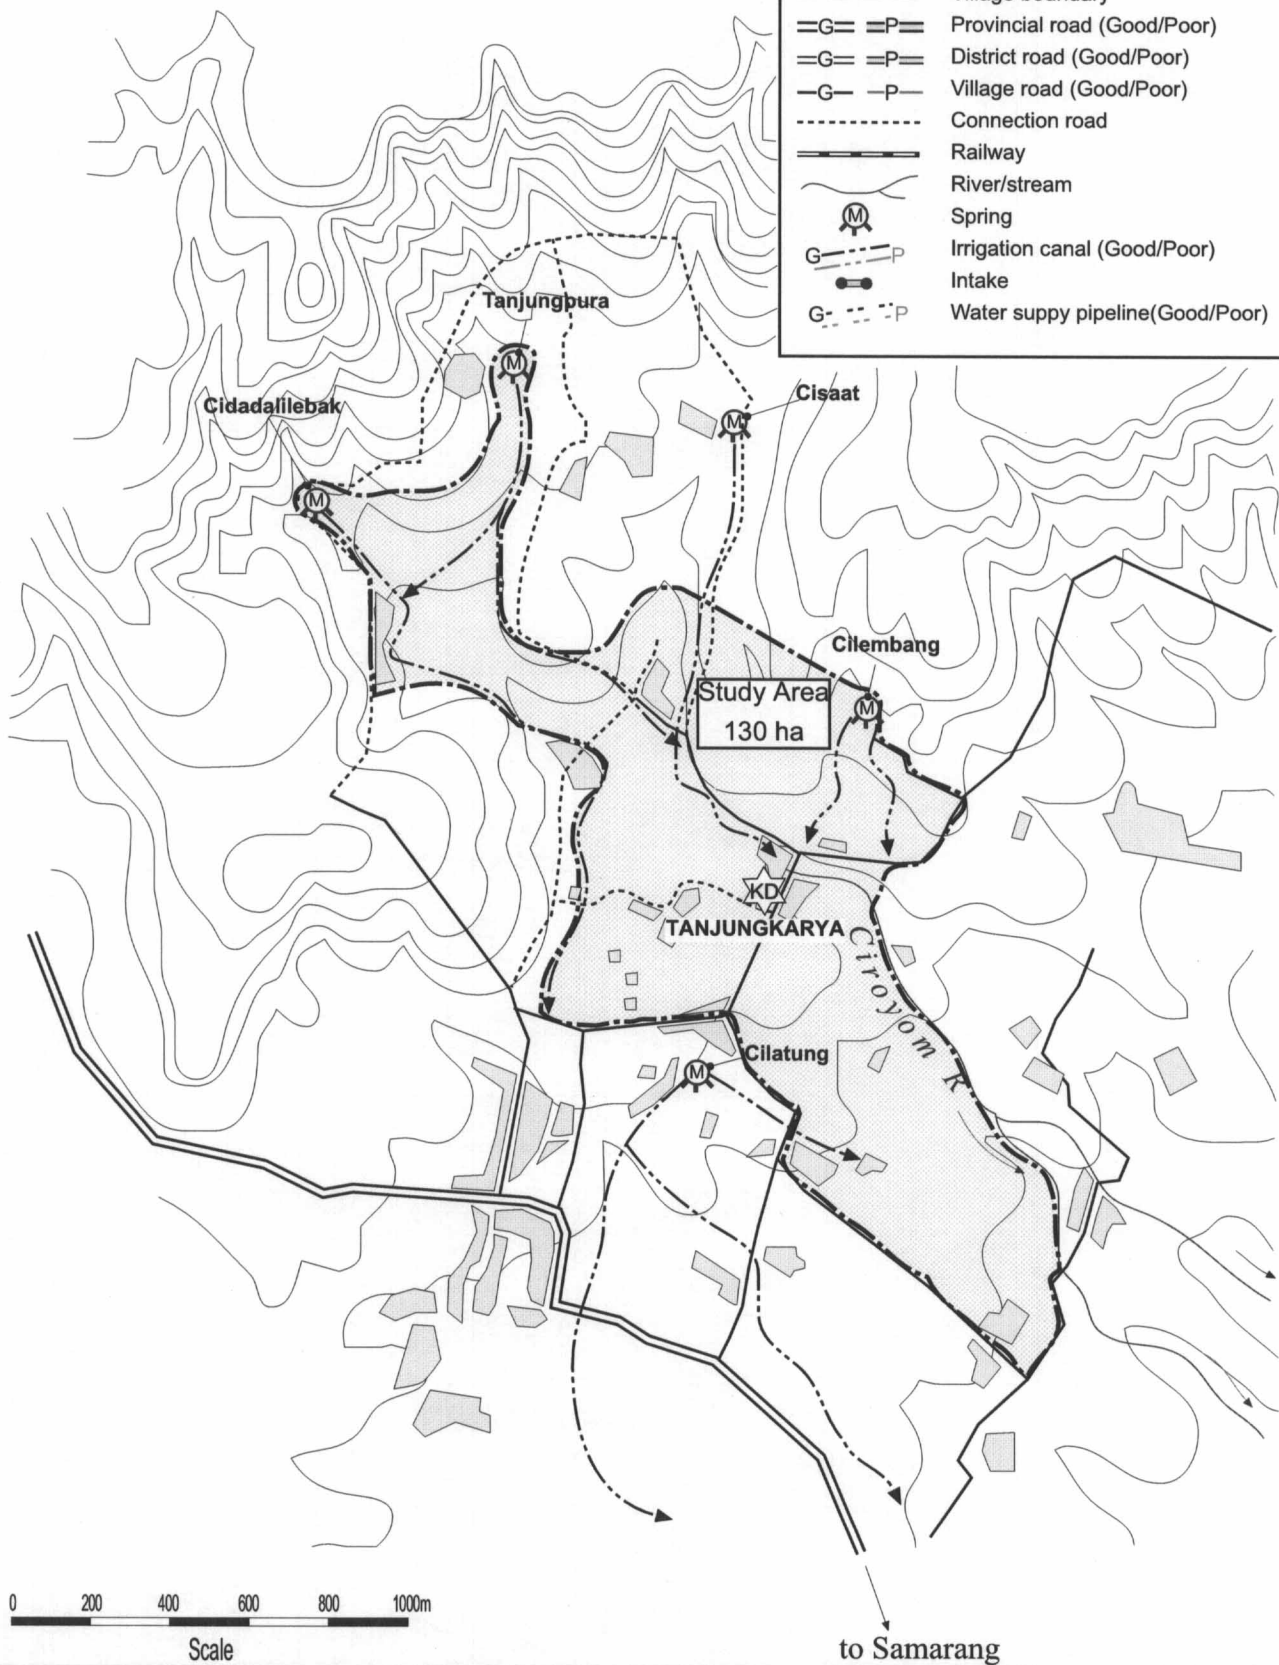 Village boundary
G P Provincial road (Good/Poor)
G P District road (Good/Poor)
G P Village road (Good/Poor)
Connection road
Railway
River/stream
M Spring
G P Irrigation canal (Good/Poor)
Intake
G P Water suppy pipeline(Good/Poor)
Tanjungpura
M
Cidadalilebak
M
Cisaat
M
Cilembang
M
Study Area
130 ha
KD
TANJUNGKARYA
Ciroyom R
Cilatung
M
0 200 400 600 800 1000m
Scale
to Samarang